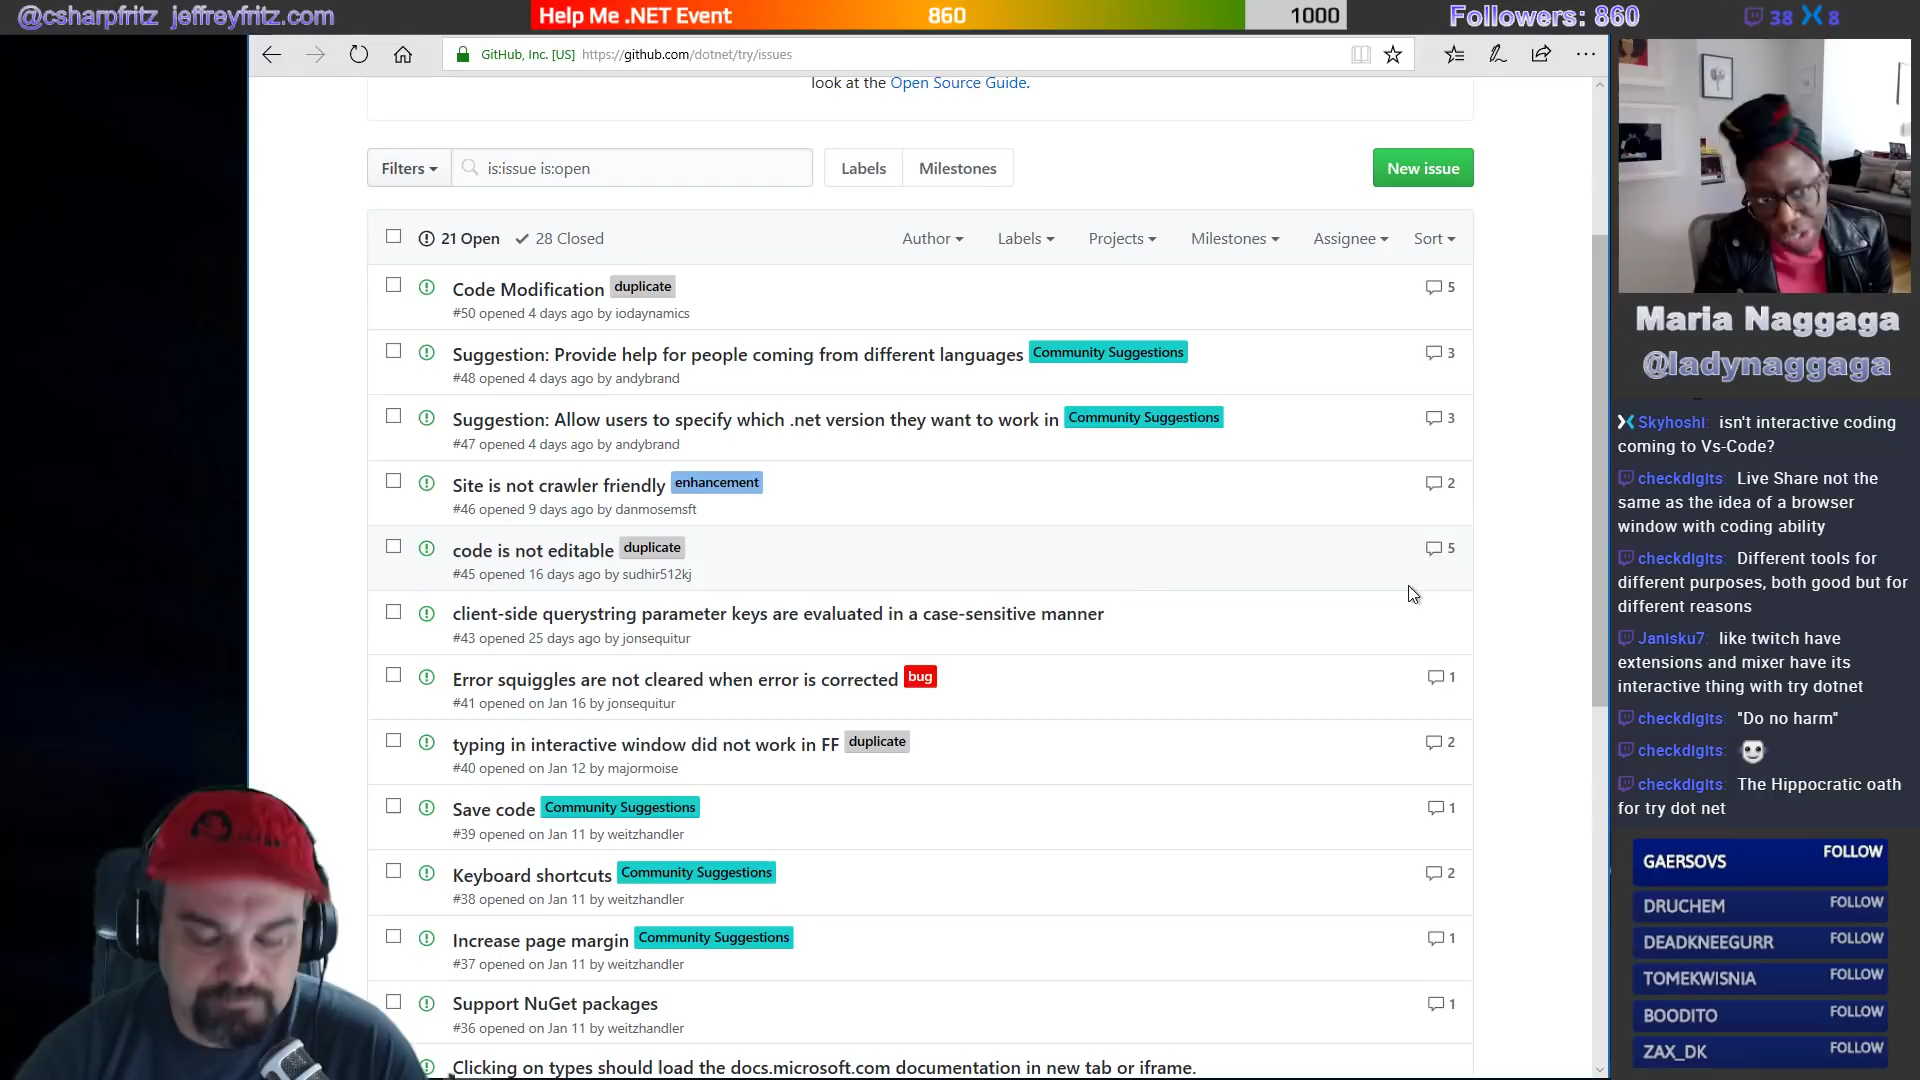 @csharpfritz jeffreyfritz.com
Help Me .NET Event 860 1000
Followers: 860 38 8
GitHub, Inc. [US] https://github.com/dotnet/try/issues
look at the Open Source Guide.
Filters is:issue is:open Labels Milestones New issue
21 Open 28 Closed Author Labels Projects Milestones Assignee Sort
Code Modification duplicate 5
#50 opened 4 days ago by iodaynamics
Suggestion: Provide help for people coming from different languages Community Suggestions 3
#48 opened 4 days ago by andybrand
Suggestion: Allow users to specify which .net version they want to work in Community Suggestions 3
#47 opened 4 days ago by andybrand
Site is not crawler friendly enhancement 2
#46 opened 9 days ago by danmosemsft
code is not editable duplicate 5
#45 opened 16 days ago by sudhir512kj
client-side querystring parameter keys are evaluated in a case-sensitive manner
#43 opened 25 days ago by jonsequitur
Error squiggles are not cleared when error is corrected bug 1
#41 opened on Jan 16 by jonsequitur
typing in interactive window did not work in FF duplicate 2
#40 opened on Jan 12 by majormoise
Save code Community Suggestions 1
#39 opened on Jan 11 by weitzhandler
Keyboard shortcuts Community Suggestions 2
#38 opened on Jan 11 by weitzhandler
Increase page margin Community Suggestions 1
#37 opened on Jan 11 by weitzhandler
Support NuGet packages 1
#36 opened on Jan 11 by weitzhandler
Clicking on types should load the docs.microsoft.com documentation in new tab or iframe.
Maria Naggaga
@ladynaggaga
Skyhoshi: isn't interactive coding
coming to Vs-Code?
checkdigits: Live Share not the
same as the idea of a browser
window with coding ability
checkdigits: Different tools for
different purposes, both good but for
different reasons
Janisku7: like twitch have
extensions and mixer have its
interactive thing with try dotnet
checkdigits: "Do no harm"
checkdigits:
checkdigits: The Hippocratic oath
for try dot net
GAERSOVS FOLLOW
DRUCHEM FOLLOW
DEADKNEEGURR FOLLOW
TOMEKWISNIA FOLLOW
BOODITO FOLLOW
ZAX_DK FOLLOW